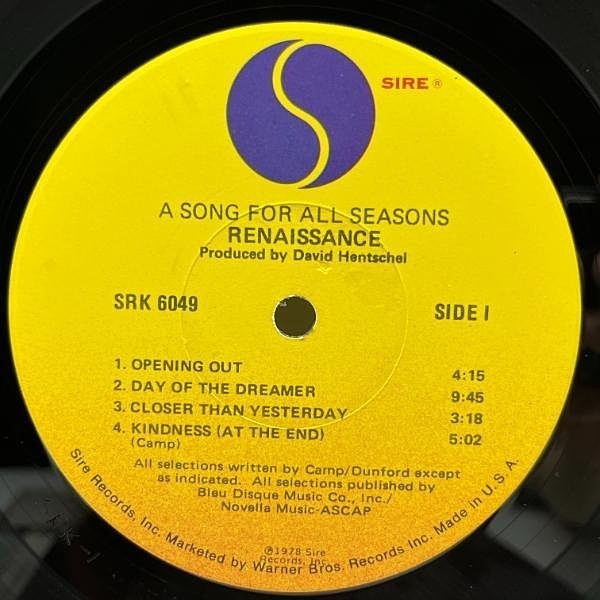 SIRE ®
A SONG FOR ALL SEASONS
RENAISSANCE
Produced by David Hentschel
SRK 6049
SIDE I
1. OPENING OUT 4:15
2. DAY OF THE DREAMER 9:45
3. CLOSER THAN YESTERDAY 3:18
4. KINDNESS (AT THE END) 5:02
(Camp)
All selections written by Camp/Dunford except
as indicated. All selections published by
Bleu Disque Music Co., Inc./
Novella Music-ASCAP
Sire Records, Inc. Marketed by Warner Bros. Records Inc. Made in U.S.A.
℗1978 Sire
Records, Inc.